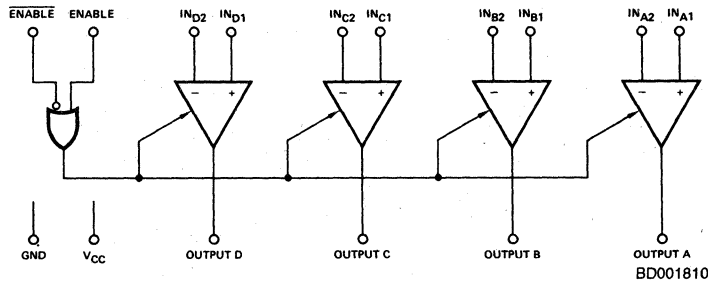 ENABLE ENABLE IND2 IND1 INC2 INC1 INB2 INB1 INA2 INA1
− + − + − + − +
GND VCC OUTPUT D OUTPUT C OUTPUT B OUTPUT A
BD001810